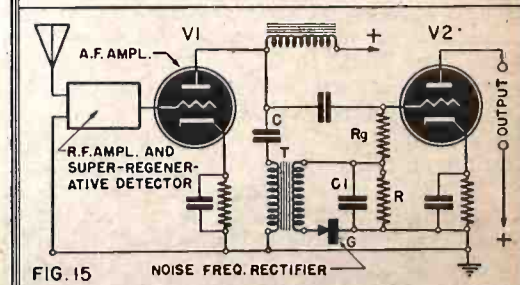 V1
A.F. AMPL.
+
V2
C
Rg
OUTPUT
R.F. AMPL. AND
SUPER-REGENER-
ATIVE DETECTOR
T
C1
R
G
+
FIG. 15
NOISE FREQ. RECTIFIER